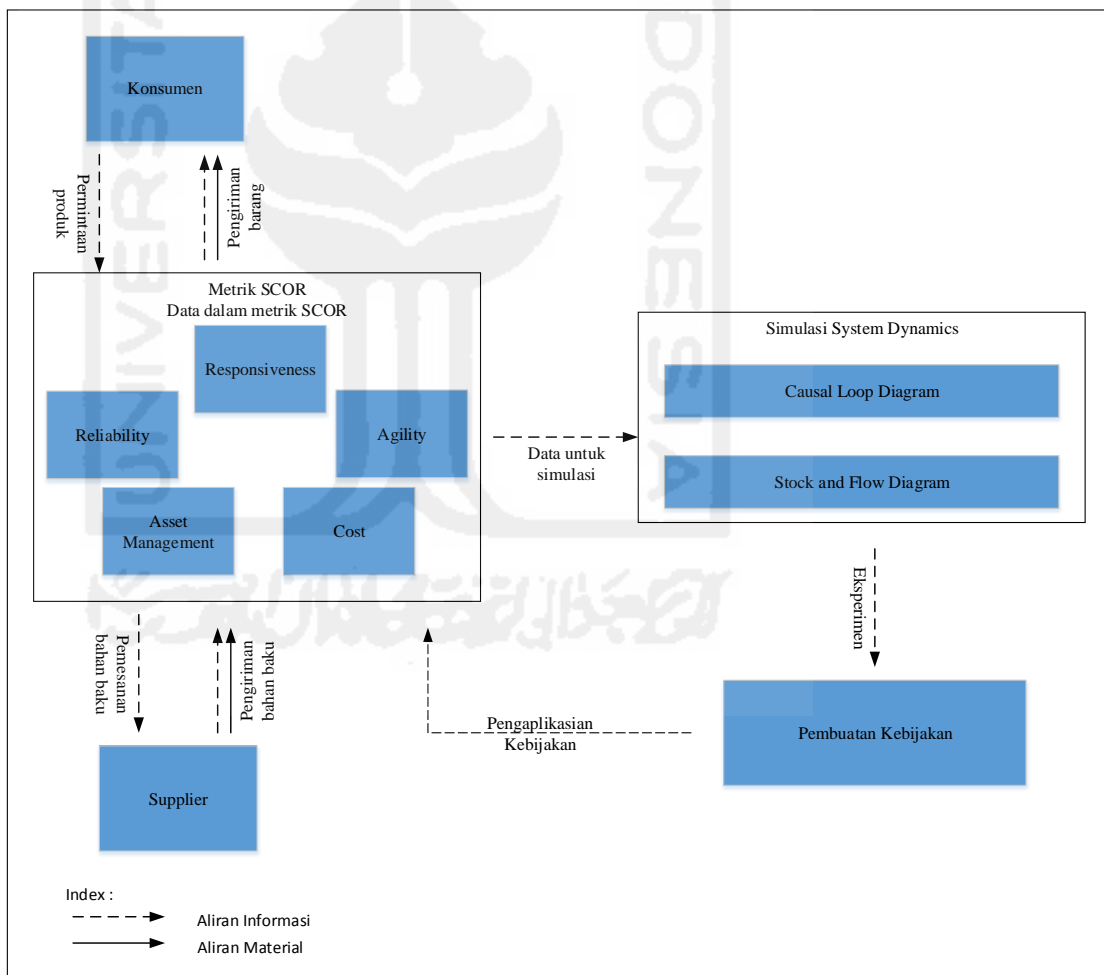 Konsumen
Permintaan
produk
Pengiriman
barang
Metrik SCOR
Data dalam metrik SCOR
Responsiveness
Reliability
Agility
Asset
Management
Cost
Data untuk
simulasi
Simulasi System Dynamics
Causal Loop Diagram
Stock and Flow Diagram
Eksperimen
Pemesanan
bahan baku
Pengiriman
bahan baku
Pengaplikasian
Kebijakan
Pembuatan Kebijakan
Supplier
Index :
Aliran Informasi
Aliran Material
UNIVERSITA
DONESIA